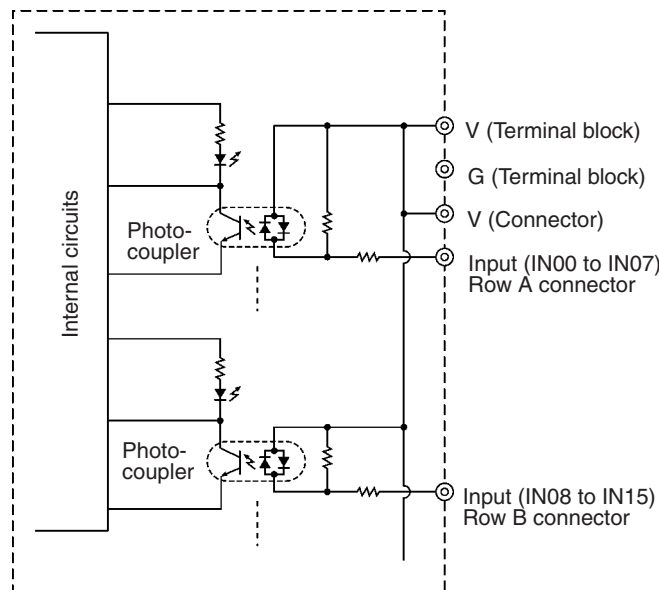 V (Terminal block)
G (Terminal block)
V (Connector)
Input (IN00 to IN07)
Row A connector
Internal circuits
Photo-
coupler
Photo-
coupler
Input (IN08 to IN15)
Row B connector